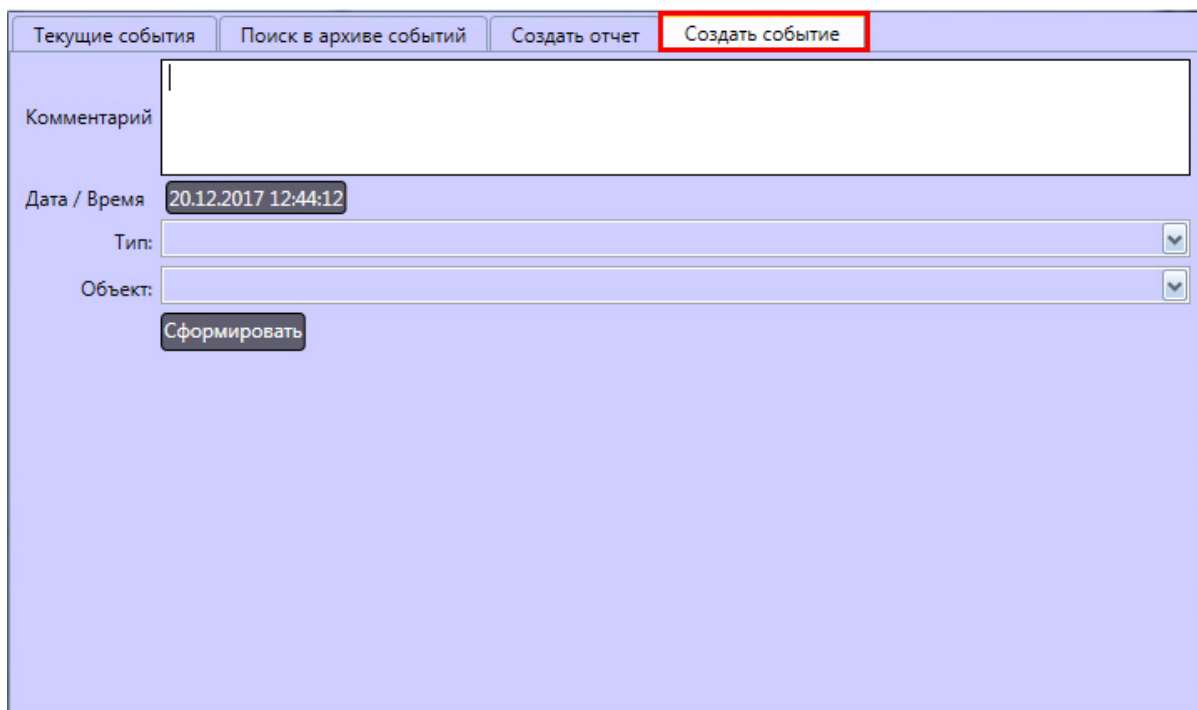 Текущие события Поиск в архиве событий Создать отчет Создать событие
Комментарий
Дата / Время 20.12.2017 12:44:12
Тип:
Объект:
Сформировать